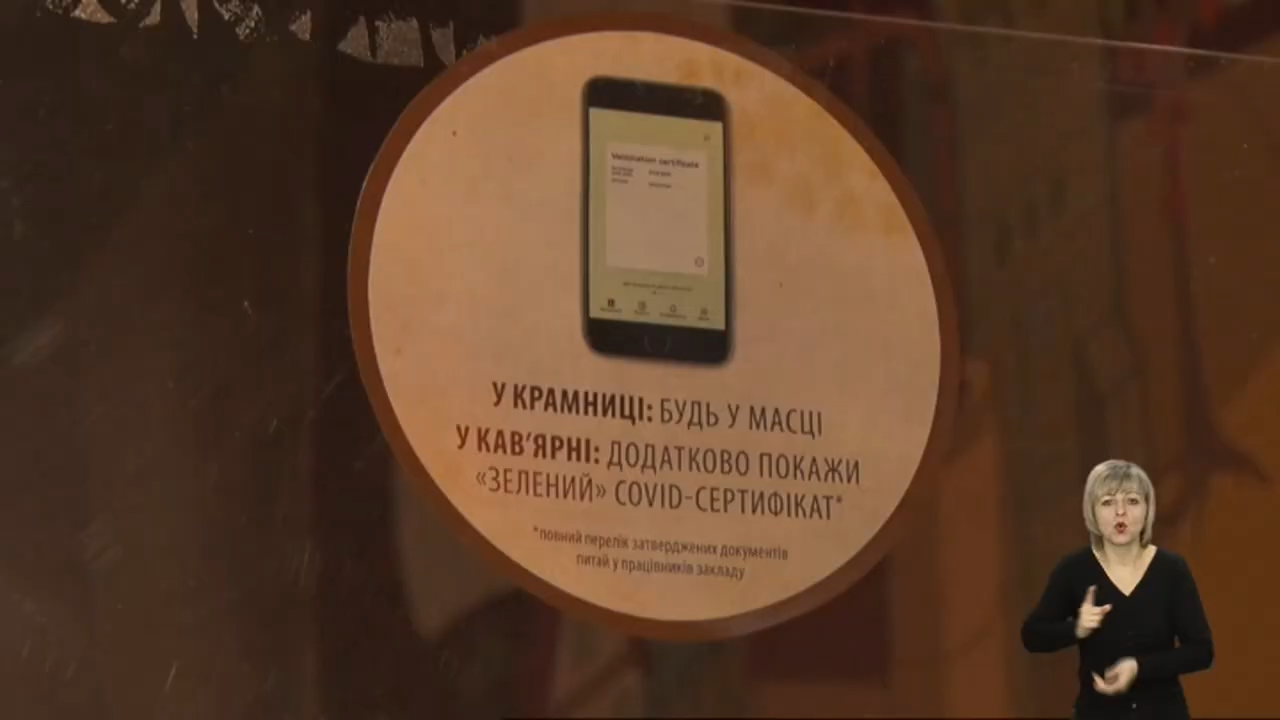 Vaccination certificate
У КРАМНИЦІ: БУДЬ У МАСЦІ
У КАВ'ЯРНІ: ДОДАТКОВО ПОКАЖИ
«ЗЕЛЕНИЙ» COVID-СЕРТИФІКАТ*
*повний перелік затверджених документів
питай у працівників закладу